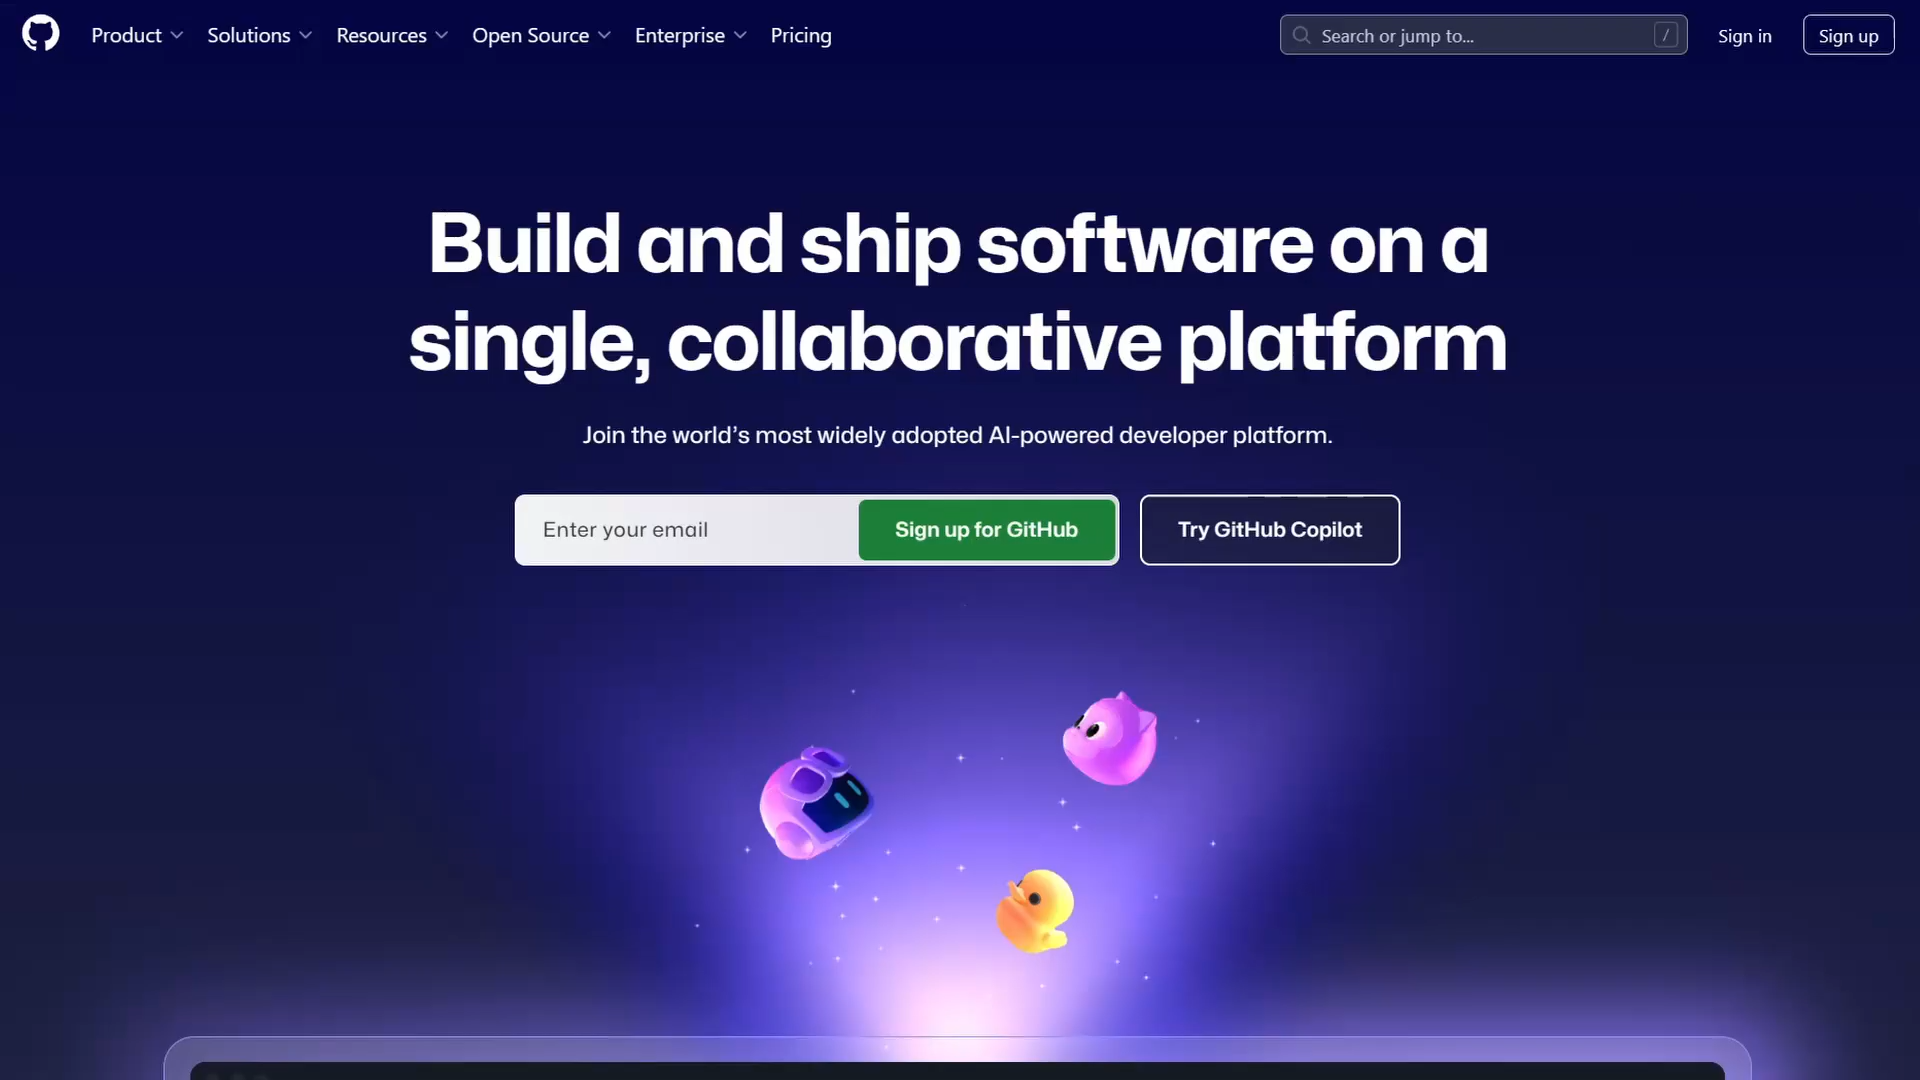 Product Solutions Resources Open Source Enterprise Pricing Search or jump to... / Sign in Sign up
Build and ship software on a
single, collaborative platform
Join the world’s most widely adopted AI-powered developer platform.
Enter your email Sign up for GitHub Try GitHub Copilot